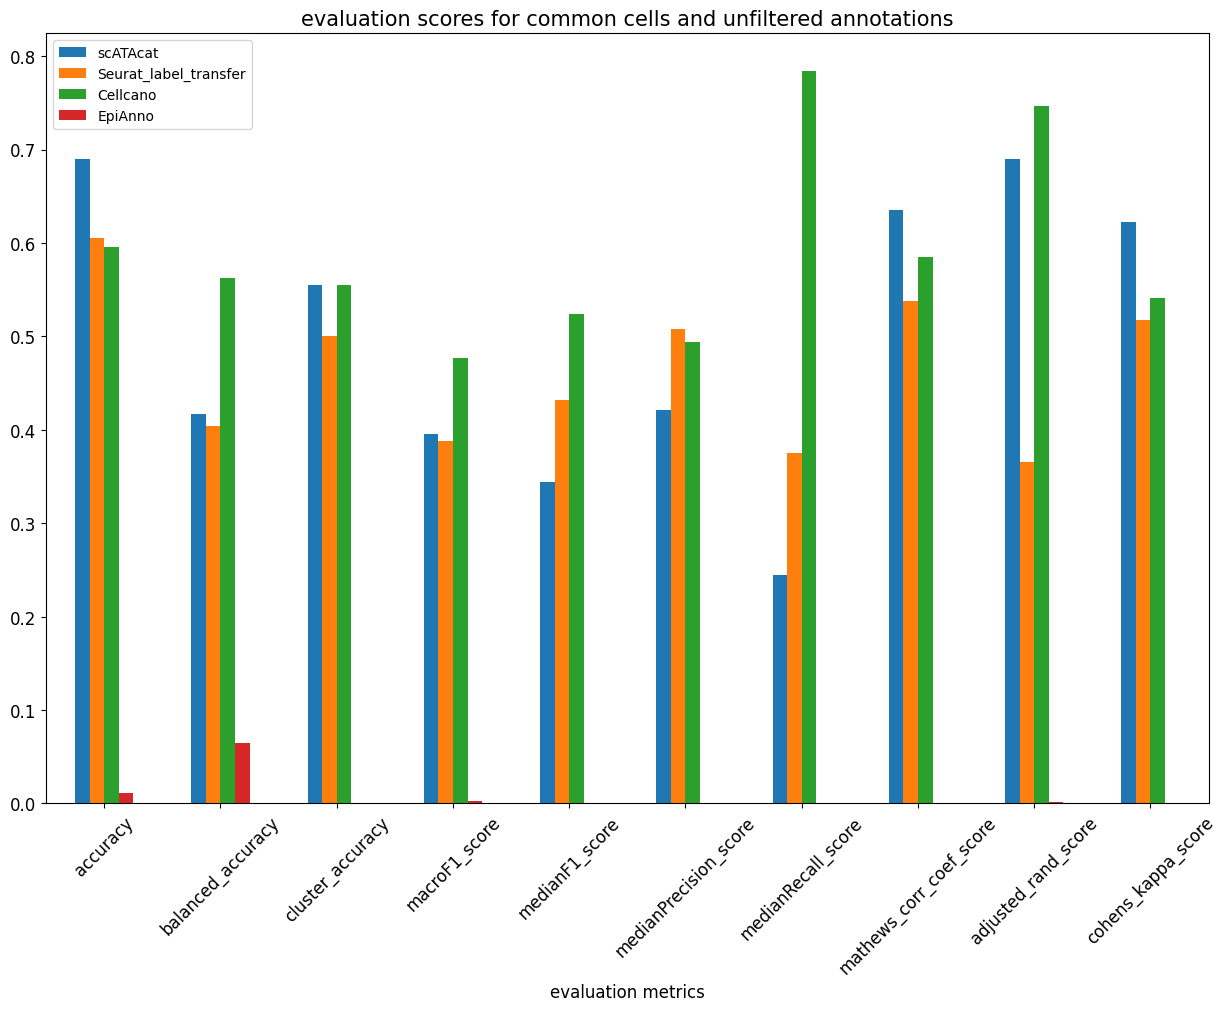 evaluation scores for common cells and unfiltered annotations
scATAcat
Seurat_label_transfer
Cellcano
EpiAnno
0.8
0.7
0.6
0.5
0.4
0.3
0.2
0.1
0.0
accuracy
balanced_accuracy
cluster_accuracy
macroF1_score
medianF1_score
medianPrecision_score
medianRecall_score
mathews_corr_coef_score
adjusted_rand_score
cohens_kappa_score
evaluation metrics